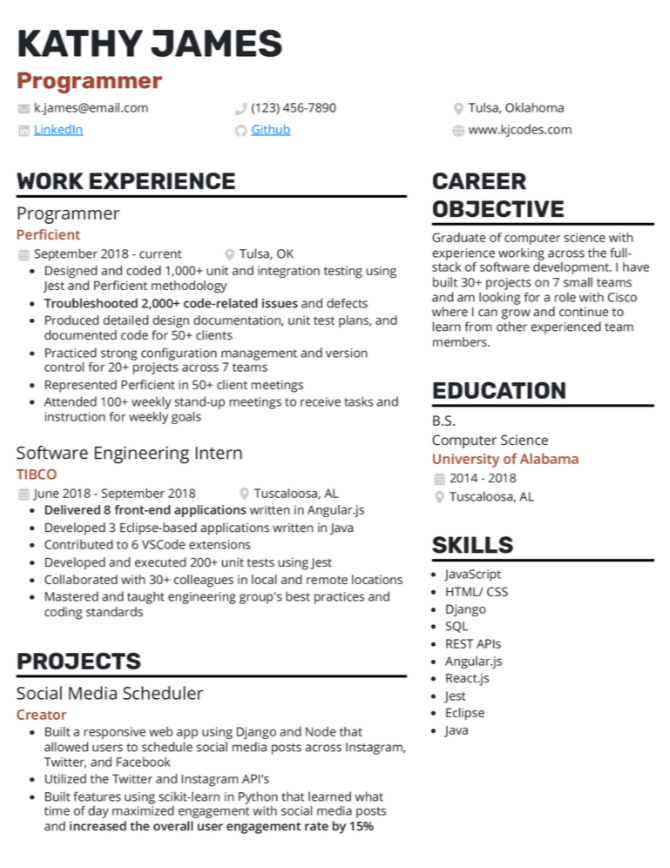 KATHY JAMES
Programmer
k.james@email.com
(123) 456-7890
Tulsa, Oklahoma
LinkedIn
Github
www.kjcodes.com
WORK EXPERIENCE
Programmer
Perficient
September 2018 - current
Tulsa, OK
• Designed and coded 1,000+ unit and integration testing using
Jest and Perficient methodology
• Troubleshooted 2,000+ code-related issues and defects
• Produced detailed design documentation, unit test plans, and
documented code for 50+ clients
• Practiced strong configuration management and version
control for 20+ projects across 7 teams
• Represented Perficient in 50+ client meetings
• Attended 100+ weekly stand-up meetings to receive tasks and
instruction for weekly goals
Software Engineering Intern
TIBCO
June 2018 - September 2018
Tuscaloosa, AL
• Delivered 8 front-end applications written in Angular.js
• Developed 3 Eclipse-based applications written in Java
• Contributed to 6 VSCode extensions
• Developed and executed 200+ unit tests using Jest
• Collaborated with 30+ colleagues in local and remote locations
• Mastered and taught engineering group's best practices and
coding standards
PROJECTS
Social Media Scheduler
Creator
• Built a responsive web app using Django and Node that
allowed users to schedule social media posts across Instagram,
Twitter, and Facebook
• Utilized the Twitter and Instagram API's
• Built features using scikit-learn in Python that learned what
time of day maximized engagement with social media posts
and increased the overall user engagement rate by 15%
CAREER
OBJECTIVE
Graduate of computer science with
experience working across the full-
stack of software development. I have
built 30+ projects on 7 small teams
and am looking for a role with Cisco
where I can grow and continue to
learn from other experienced team
members.
EDUCATION
B.S.
Computer Science
University of Alabama
2014 - 2018
Tuscaloosa, AL
SKILLS
• JavaScript
• HTML/ CSS
• Django
• SQL
• REST APIs
• Angular.js
• React.js
• Jest
• Eclipse
• Java